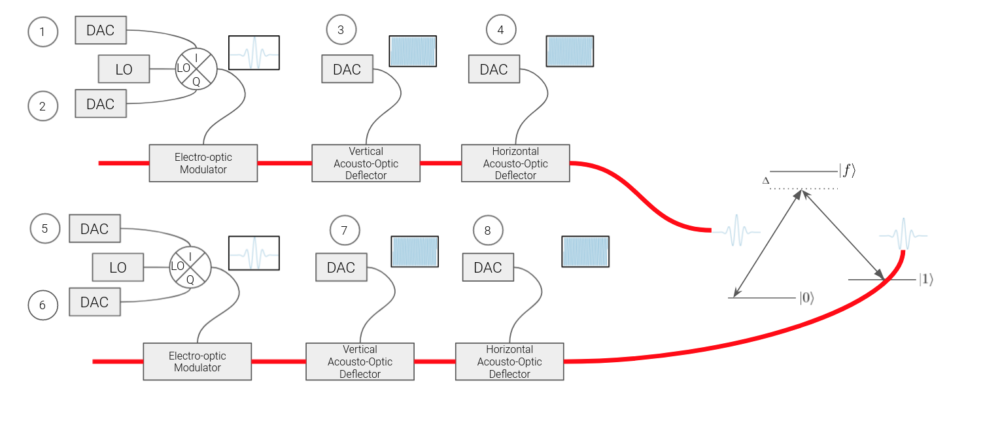 1
DAC
LO
2
DAC
I
LO
Q
3
DAC
4
DAC
Electro-optic
Modulator
Vertical
Acousto-Optic
Deflector
Horizontal
Acousto-Optic
Deflector
|f⟩
Δ
|1⟩
|0⟩
5
DAC
LO
6
DAC
I
LO
Q
7
DAC
8
DAC
Electro-optic
Modulator
Vertical
Acousto-Optic
Deflector
Horizontal
Acousto-Optic
Deflector